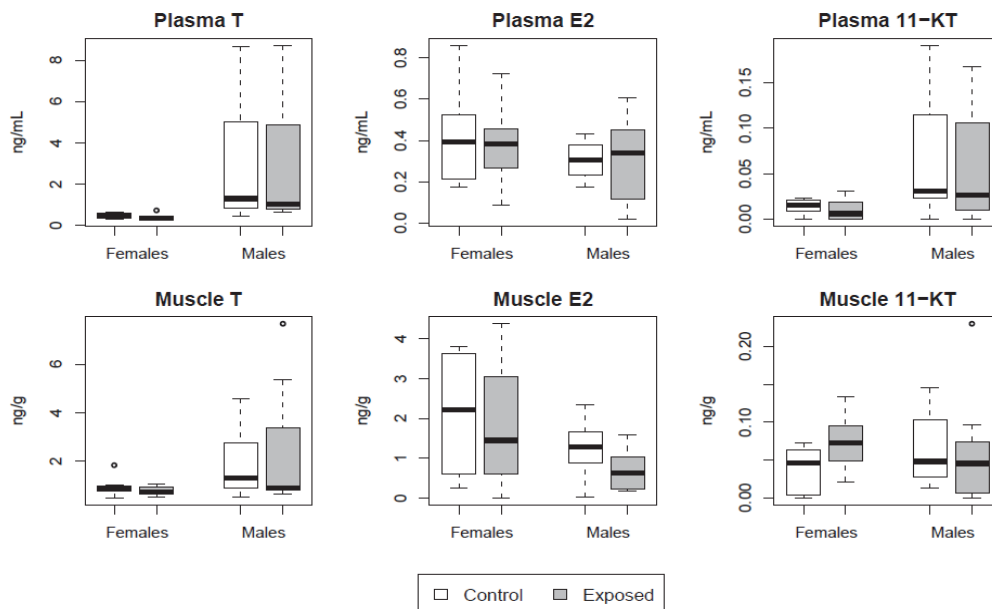 Plasma T
Plasma E2
Plasma 11−KT
ng/mL
0 2 4 6 8
Females Males
ng/mL
0.0 0.2 0.4 0.6 0.8
Females Males
ng/mL
0.00 0.05 0.10 0.15
Females Males
Muscle T
Muscle E2
Muscle 11−KT
ng/g
2 4 6
Females Males
ng/g
0 1 2 3 4
Females Males
ng/g
0.00 0.10 0.20
Females Males
Control Exposed